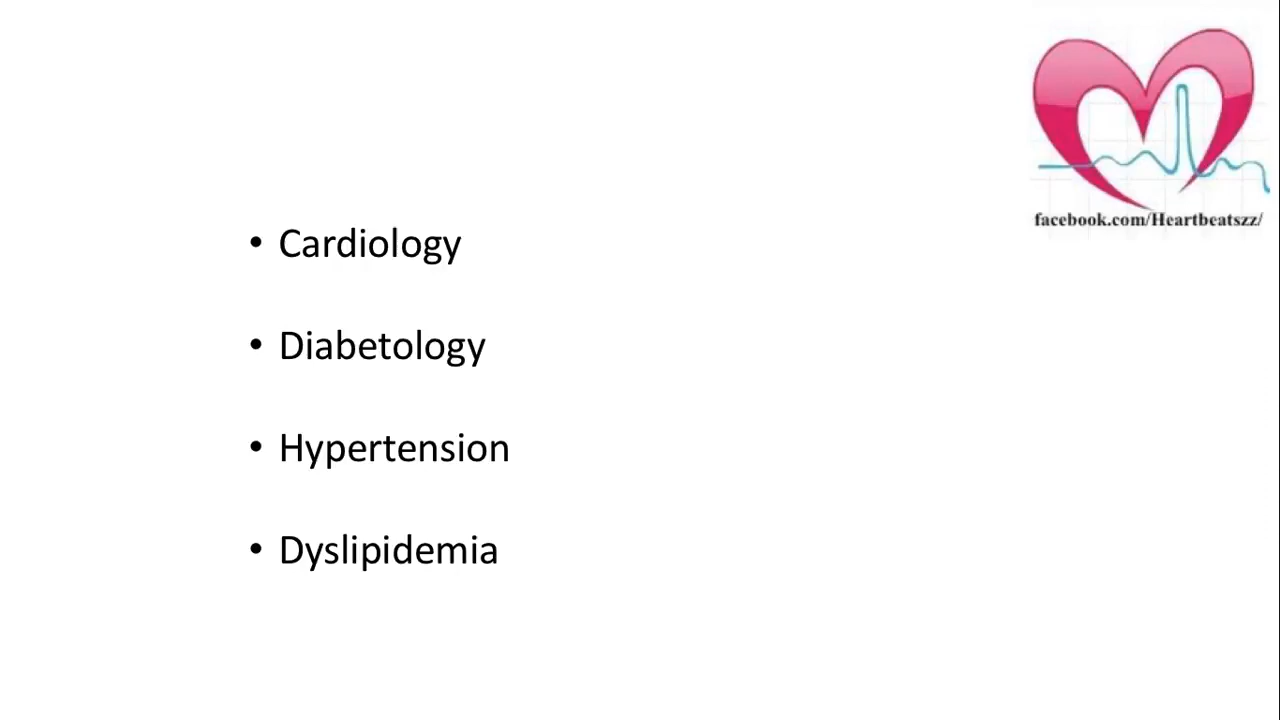 facebook.com/Heartbeatszz/
• Cardiology
• Diabetology
• Hypertension
• Dyslipidemia